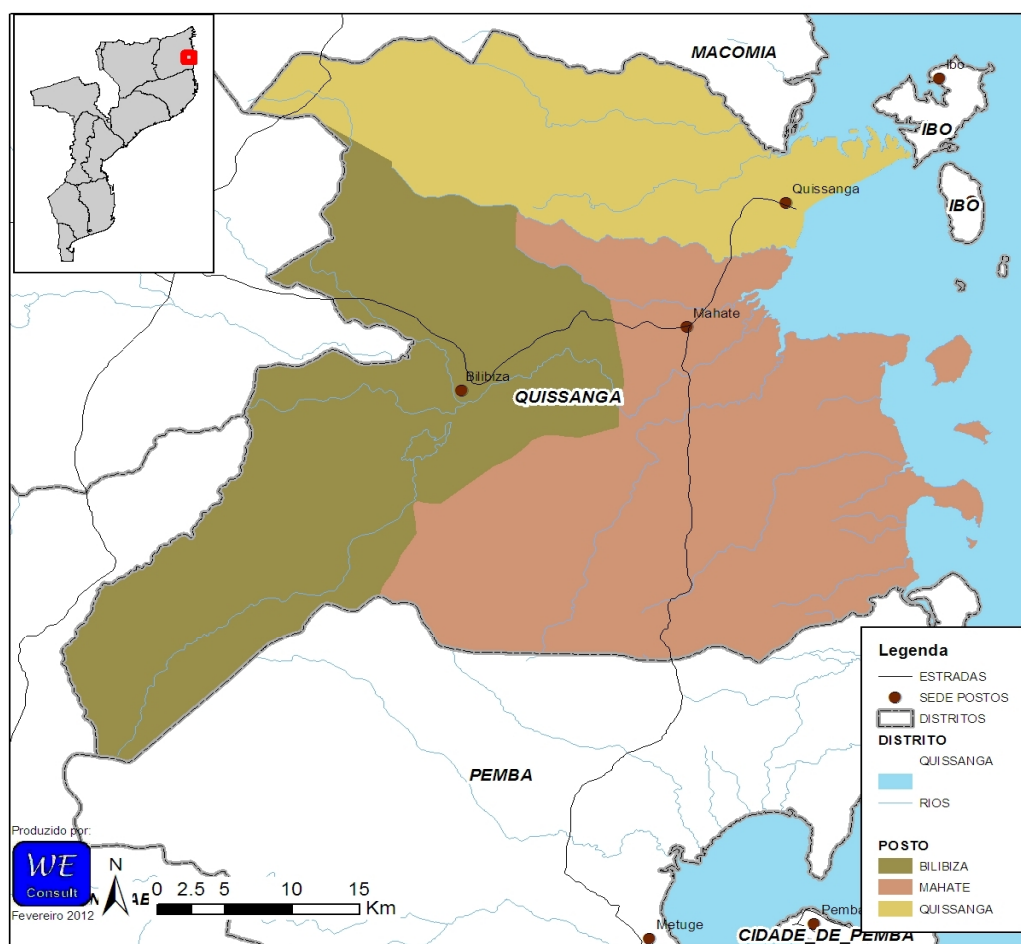 MACOMIA
Ibo
IBO
Quissanga
IBO
Mahate
Bilibiza
QUISSANGA
PEMBA
Metuge
Pemba
CIDADE_DE_PEMBA
Legenda
ESTRADAS
SEDE POSTOS
DISTRITOS
DISTRITO
QUISSANGA
RIOS
POSTO
BILIBIZA
MAHATE
QUISSANGA
Produzido por:
WE
Consult
Fevereiro 2012
N
0 2.5 5 10 15
Km